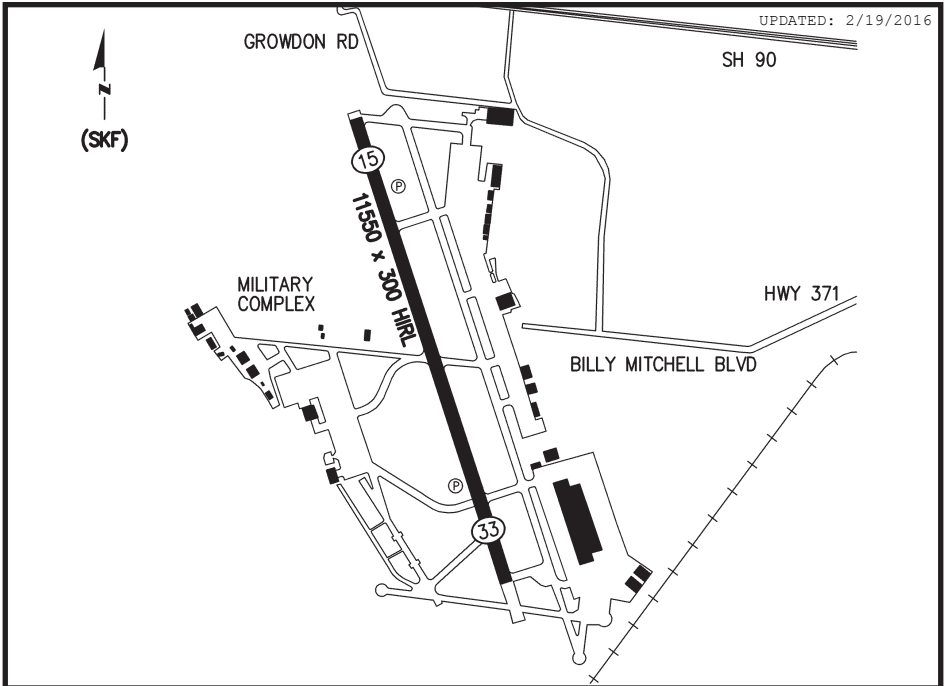 UPDATED: 2/19/2016
GROWDON RD
SH 90
N
(SKF)
15
P
11550 x 300 HIRL
MILITARY
COMPLEX
HWY 371
BILLY MITCHELL BLVD
P
33